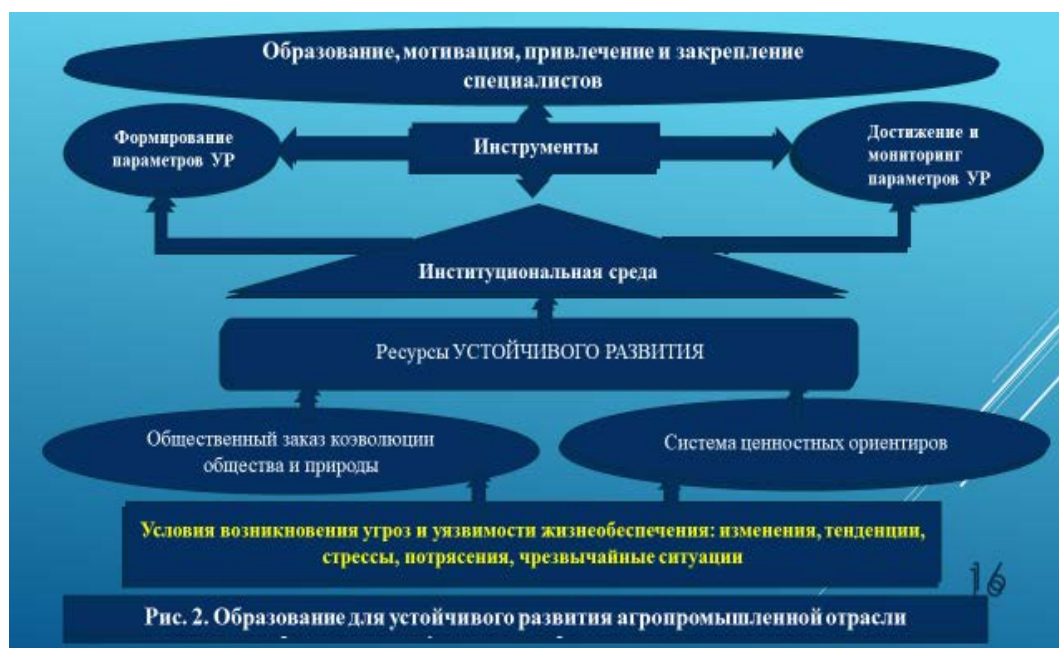 Образование, мотивация, привлечение и закрепление
специалистов
Формирование
параметров УР
Инструменты
Достижение и
мониторинг
параметров УР
Институциональная среда
Ресурсы УСТОЙЧИВОГО РАЗВИТИЯ
Общественный заказ коэволюции
общества и природы
Система ценностных ориентиров
Условия возникновения угроз и уязвимости жизнеобеспечения: изменения, тенденции,
стрессы, потрясения, чрезвычайные ситуации
16
Рис. 2. Образование для устойчивого развития агропромышленной отрасли